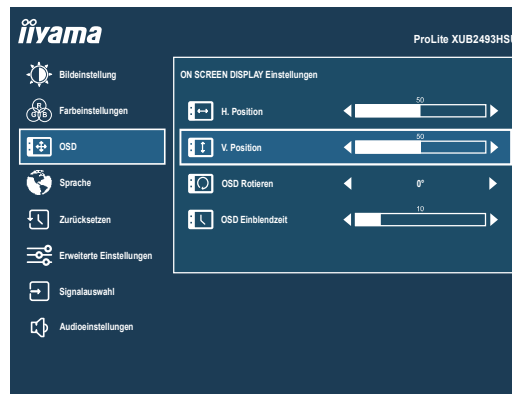 iiyama
ProLite XUB2493HSU
Bildeinstellung
ON SCREEN DISPLAY Einstellungen
Farbeinstellungen
RGB
H. Position
50
OSD
V. Position
50
Sprache
OSD Rotieren
0°
Zurücksetzen
OSD Einblendzeit
10
Erweiterte Einstellungen
Signalauswahl
Audioeinstellungen